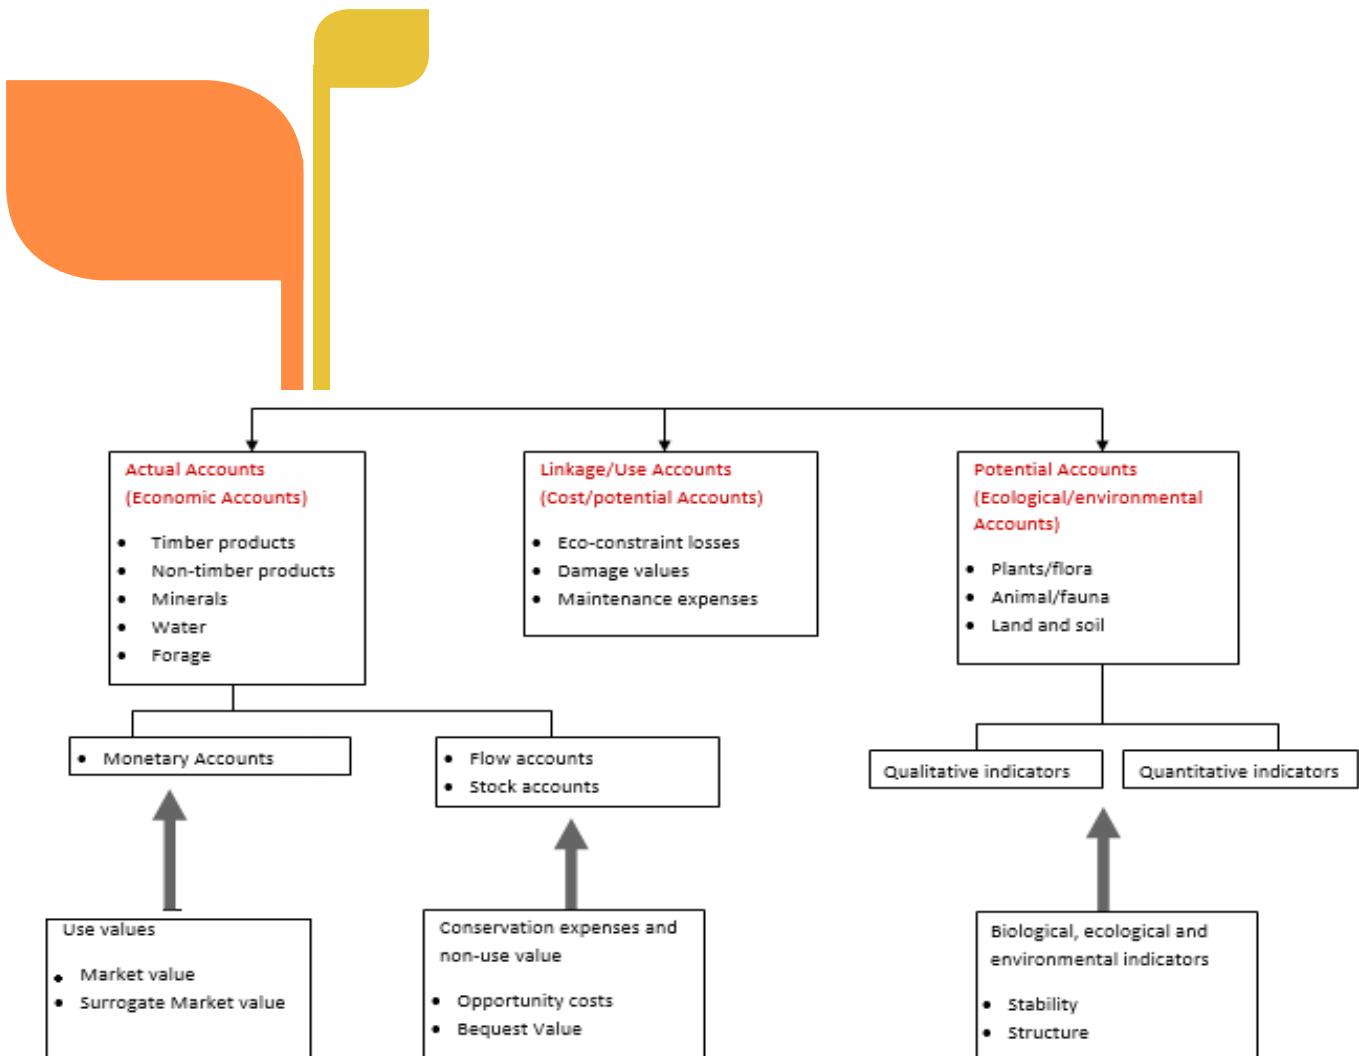 Actual Accounts
(Economic Accounts)
• Timber products
• Non-timber products
• Minerals
• Water
• Forage
Linkage/Use Accounts
(Cost/potential Accounts)
• Eco-constraint losses
• Damage values
• Maintenance expenses
Potential Accounts
(Ecological/environmental
Accounts)
• Plants/flora
• Animal/fauna
• Land and soil
• Monetary Accounts
• Flow accounts
• Stock accounts
Qualitative indicators
Quantitative indicators
Use values
• Market value
• Surrogate Market value
Conservation expenses and
non-use value
• Opportunity costs
• Bequest Value
Biological, ecological and
environmental indicators
• Stability
• Structure